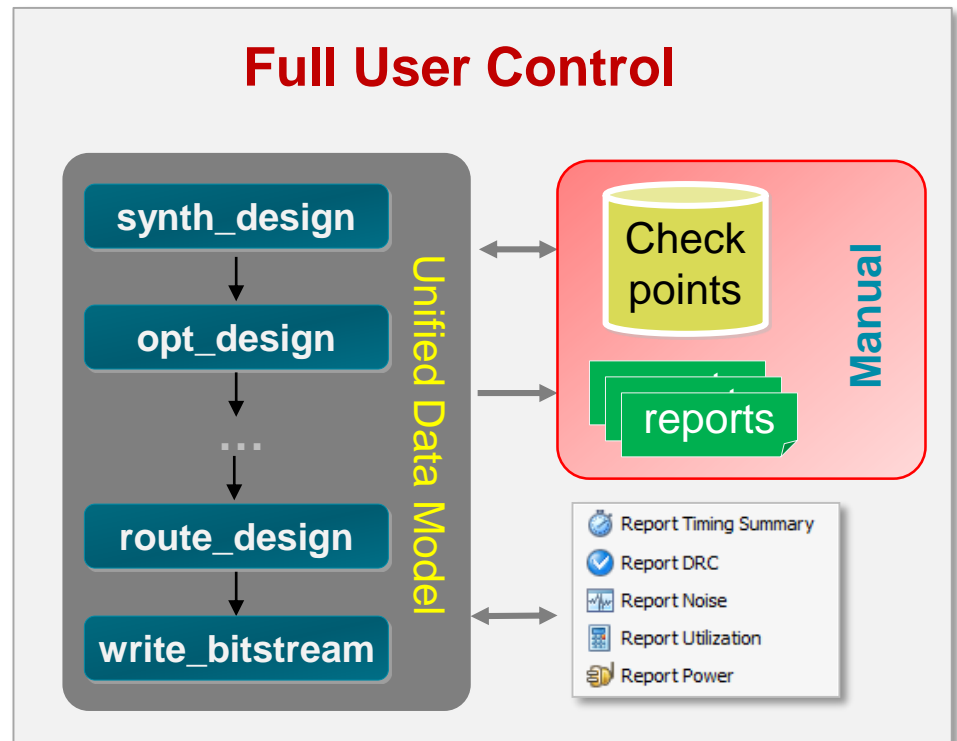 Full User Control
synth_design
opt_design
...
route_design
write_bitstream
Unified Data Model
Check
points
reports
Manual
Report Timing Summary
Report DRC
Report Noise
Report Utilization
Report Power